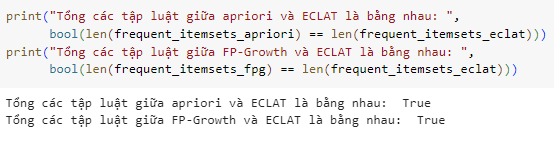 print("Tổng các tập luật giữa apriori và ECLAT là bằng nhau: ",
      bool(len(frequent_itemsets_apriori) == len(frequent_itemsets_eclat)))
print("Tổng các tập luật giữa FP-Growth và ECLAT là bằng nhau: ",
      bool(len(frequent_itemsets_fpg) == len(frequent_itemsets_eclat)))
Tổng các tập luật giữa apriori và ECLAT là bằng nhau:  True
Tổng các tập luật giữa FP-Growth và ECLAT là bằng nhau:  True